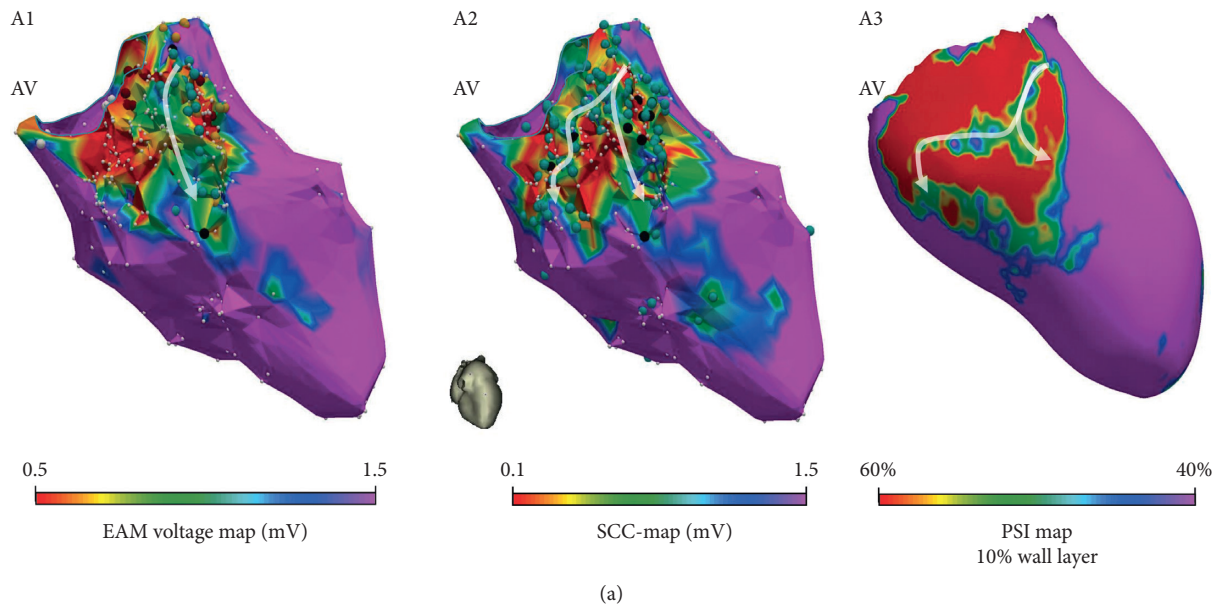 A1
A2
A3
AV
AV
AV
0.5
1.5
0.1
1.5
60%
40%
EAM voltage map (mV)
SCC-map (mV)
PSI map
10% wall layer
(a)